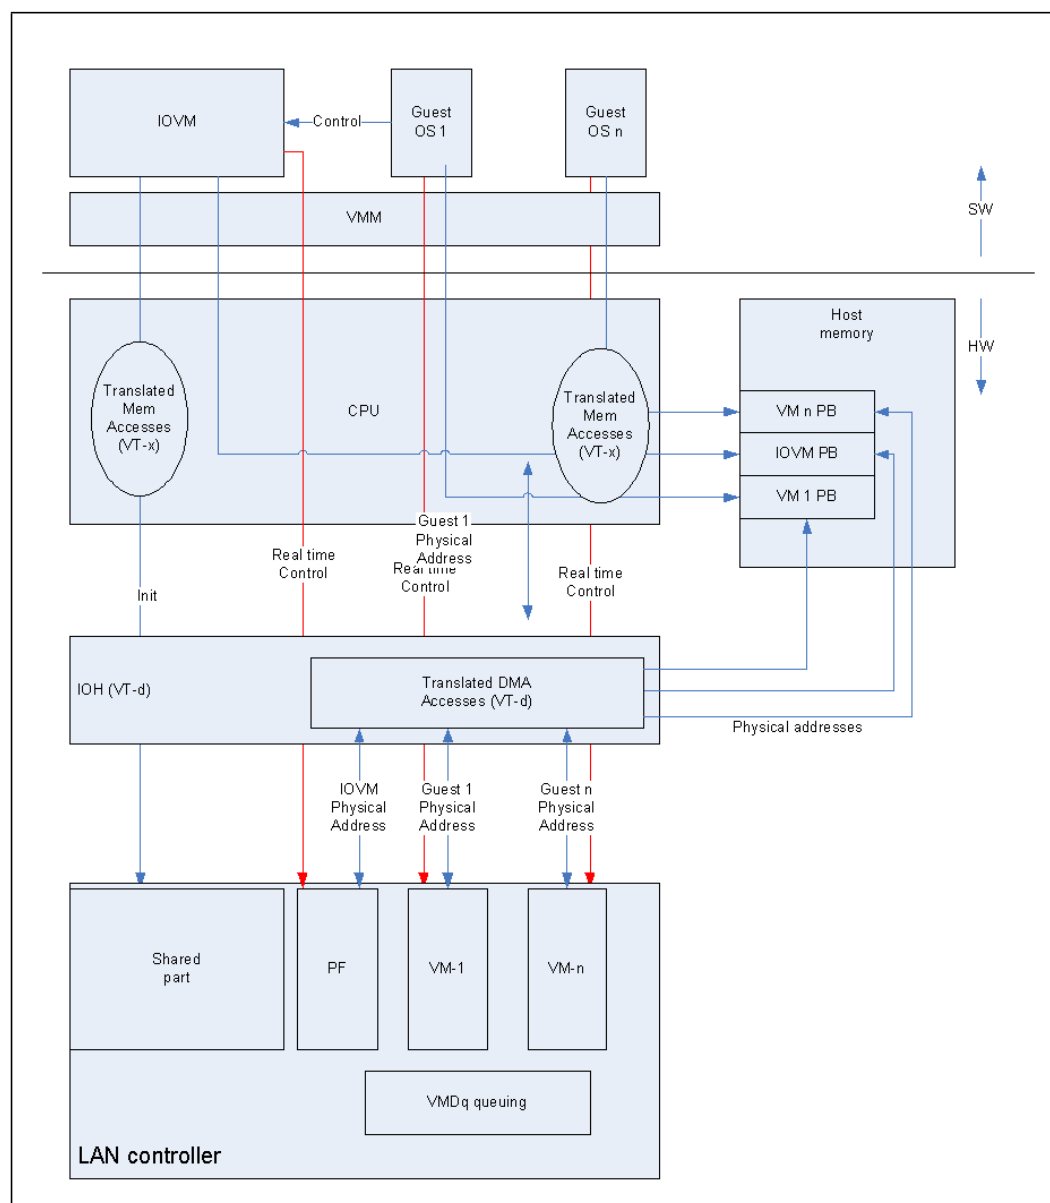 IOVM
Control
Guest
OS 1
Guest
OS n
VMM
SW
HW
Host
memory
CPU
Translated
Mem
Accesses
(VT-x)
Translated
Mem
Accesses
(VT-x)
VM n PB
IOVM PB
VM 1 PB
Real time
Control
Guest 1
Physical
Address
Real time
Control
Real time
Control
Init
IOH (VT-d)
Translated DMA
Accesses (VT-d)
Physical addresses
IOVM
Physical
Address
Guest 1
Physical
Address
Guest n
Physical
Address
Shared
part
PF
VM-1
VM-n
VMDq queuing
LAN controller